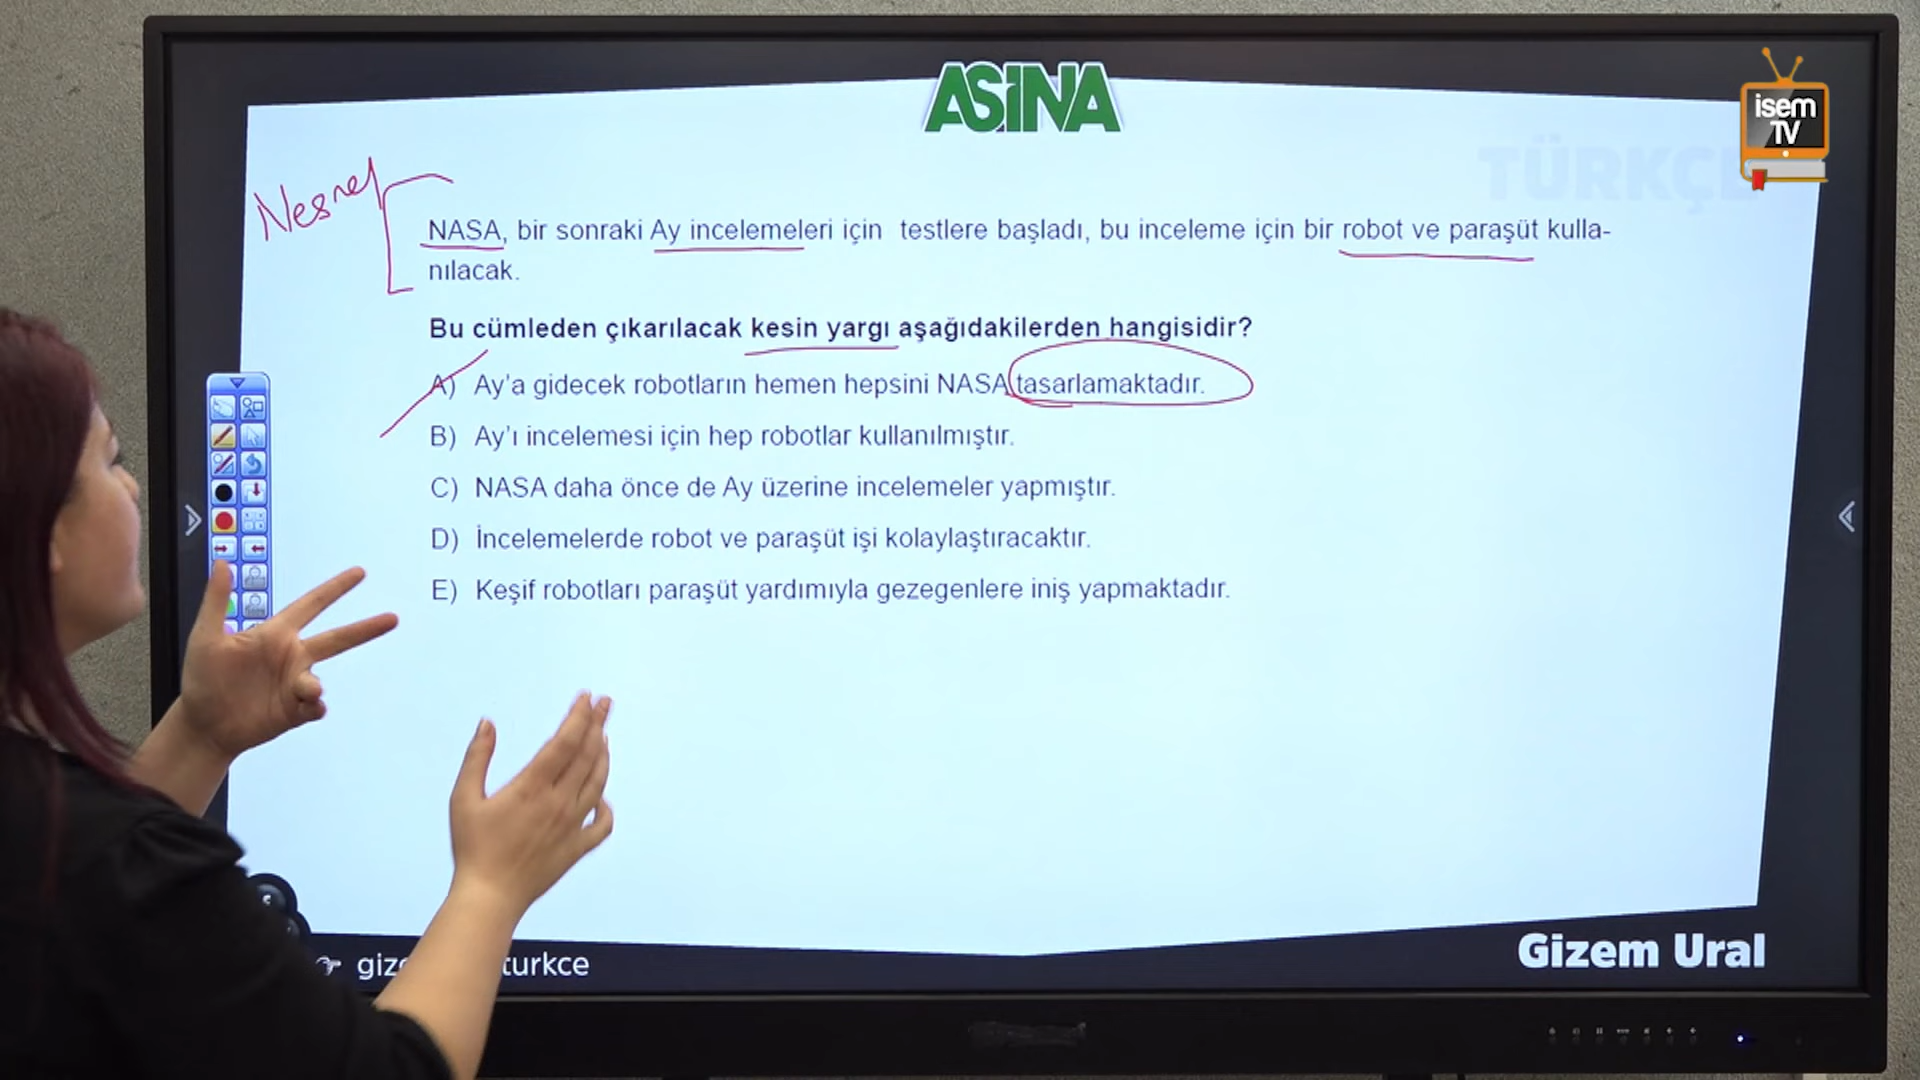 ASiNA
isem
TV
TÜRKÇE
Nesnel
NASA, bir sonraki Ay incelemeleri için testlere başladı, bu inceleme için bir robot ve paraşüt kulla-
nılacak.
Bu cümleden çıkarılacak kesin yargı aşağıdakilerden hangisidir?
A) Ay'a gidecek robotların hemen hepsini NASA tasarlamaktadır.
B) Ay'ı incelemesi için hep robotlar kullanılmıştır.
C) NASA daha önce de Ay üzerine incelemeler yapmıştır.
D) İncelemelerde robot ve paraşüt işi kolaylaştıracaktır.
E) Keşif robotları paraşüt yardımıyla gezegenlere iniş yapmaktadır.
turkce
Gizem Ural